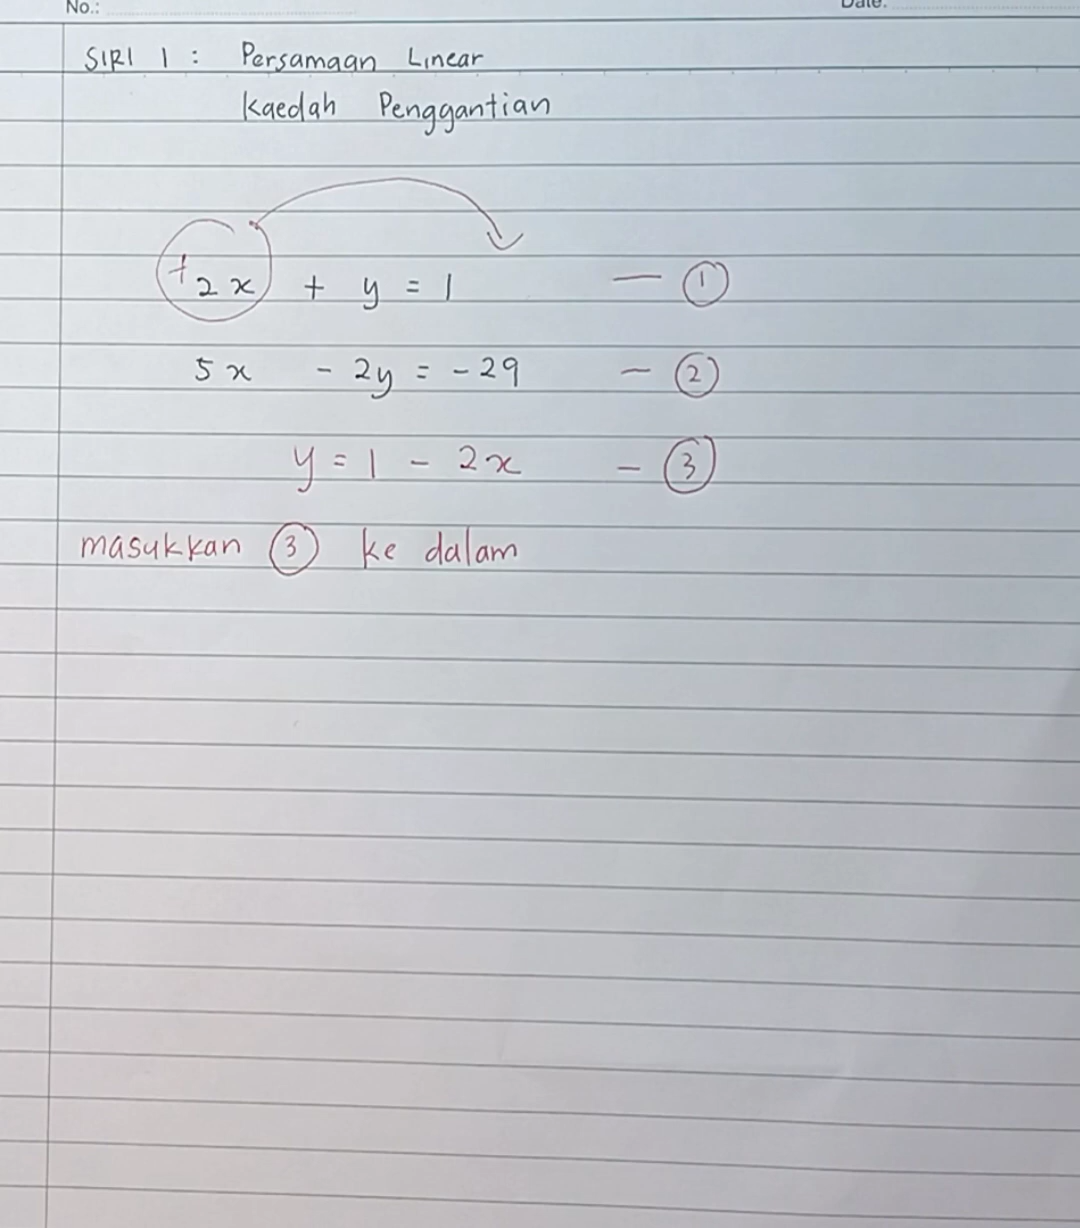 No.: Date:
SIRI 1 : Persamaan Linear
Kaedah Penggantian
+2x + y = 1 — ①
5x - 2y = -29 — ②
y = 1 - 2x — ③
masukkan ③ ke dalam